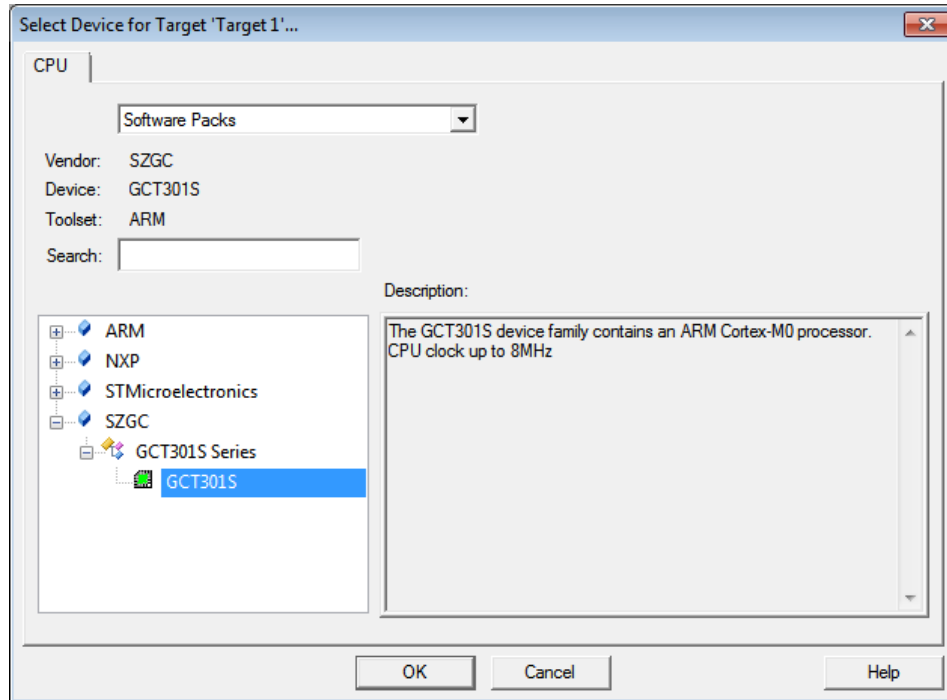 Select Device for Target 'Target 1'...
CPU
Software Packs
Vendor: SZGC
Device: GCT301S
Toolset: ARM
Search:
Description:
ARM
NXP
STMicroelectronics
SZGC
GCT301S Series
GCT301S
The GCT301S device family contains an ARM Cortex-M0 processor.
CPU clock up to 8MHz
OK
Cancel
Help